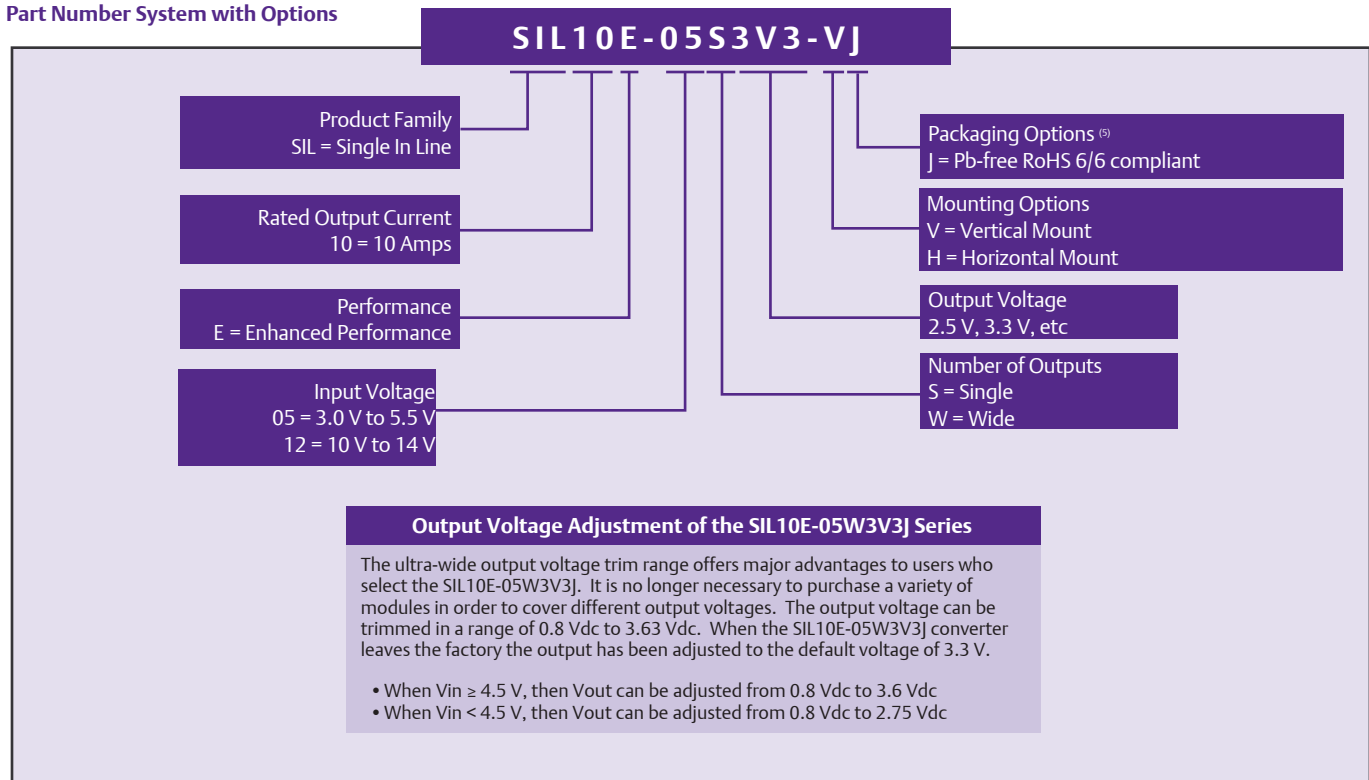 Part Number System with Options
SIL10E-05S3V3-VJ
Product Family
SIL = Single In Line
Rated Output Current
10 = 10 Amps
Performance
E = Enhanced Performance
Input Voltage
05 = 3.0 V to 5.5 V
12 = 10 V to 14 V
Packaging Options (5)
J = Pb-free RoHS 6/6 compliant
Mounting Options
V = Vertical Mount
H = Horizontal Mount
Output Voltage
2.5 V, 3.3 V, etc
Number of Outputs
S = Single
W = Wide
Output Voltage Adjustment of the SIL10E-05W3V3J Series
The ultra-wide output voltage trim range offers major advantages to users who
select the SIL10E-05W3V3J. It is no longer necessary to purchase a variety of
modules in order to cover different output voltages. The output voltage can be
trimmed in a range of 0.8 Vdc to 3.63 Vdc. When the SIL10E-05W3V3J converter
leaves the factory the output has been adjusted to the default voltage of 3.3 V.
• When Vin ≥ 4.5 V, then Vout can be adjusted from 0.8 Vdc to 3.6 Vdc
• When Vin < 4.5 V, then Vout can be adjusted from 0.8 Vdc to 2.75 Vdc